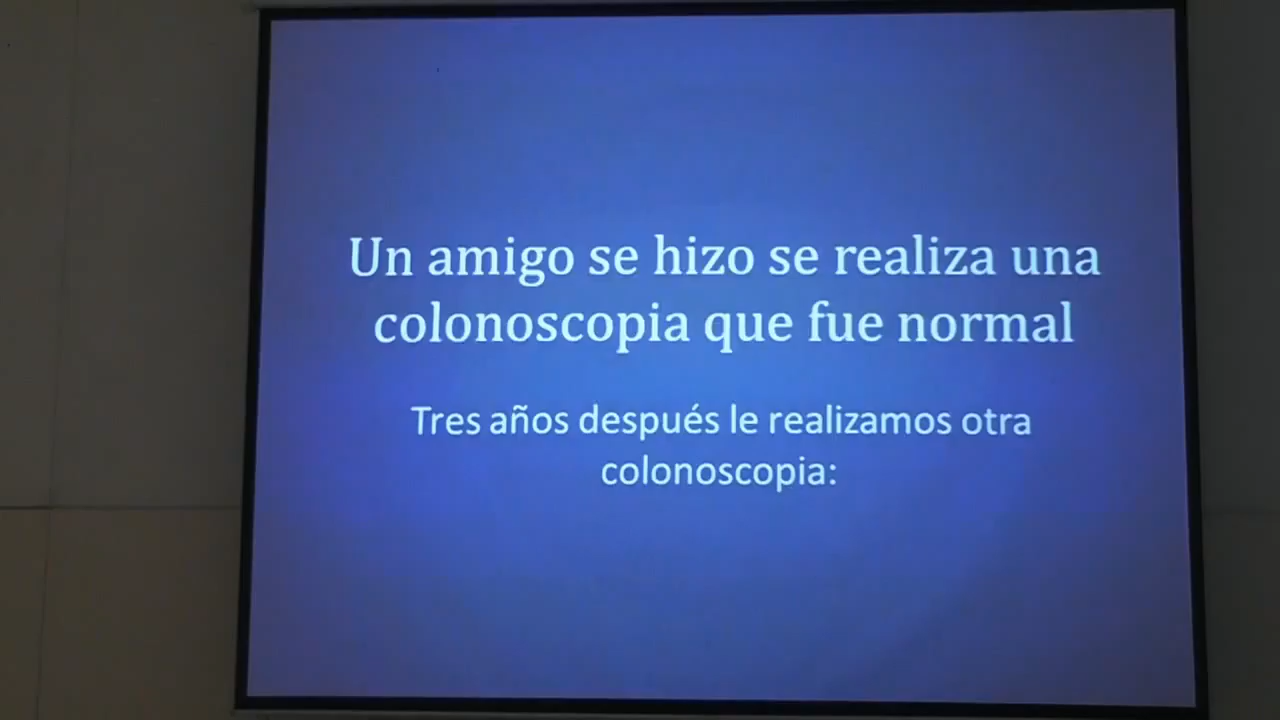 Un amigo se hizo se realiza una
colonoscopia que fue normal
Tres años después le realizamos otra
colonoscopia: